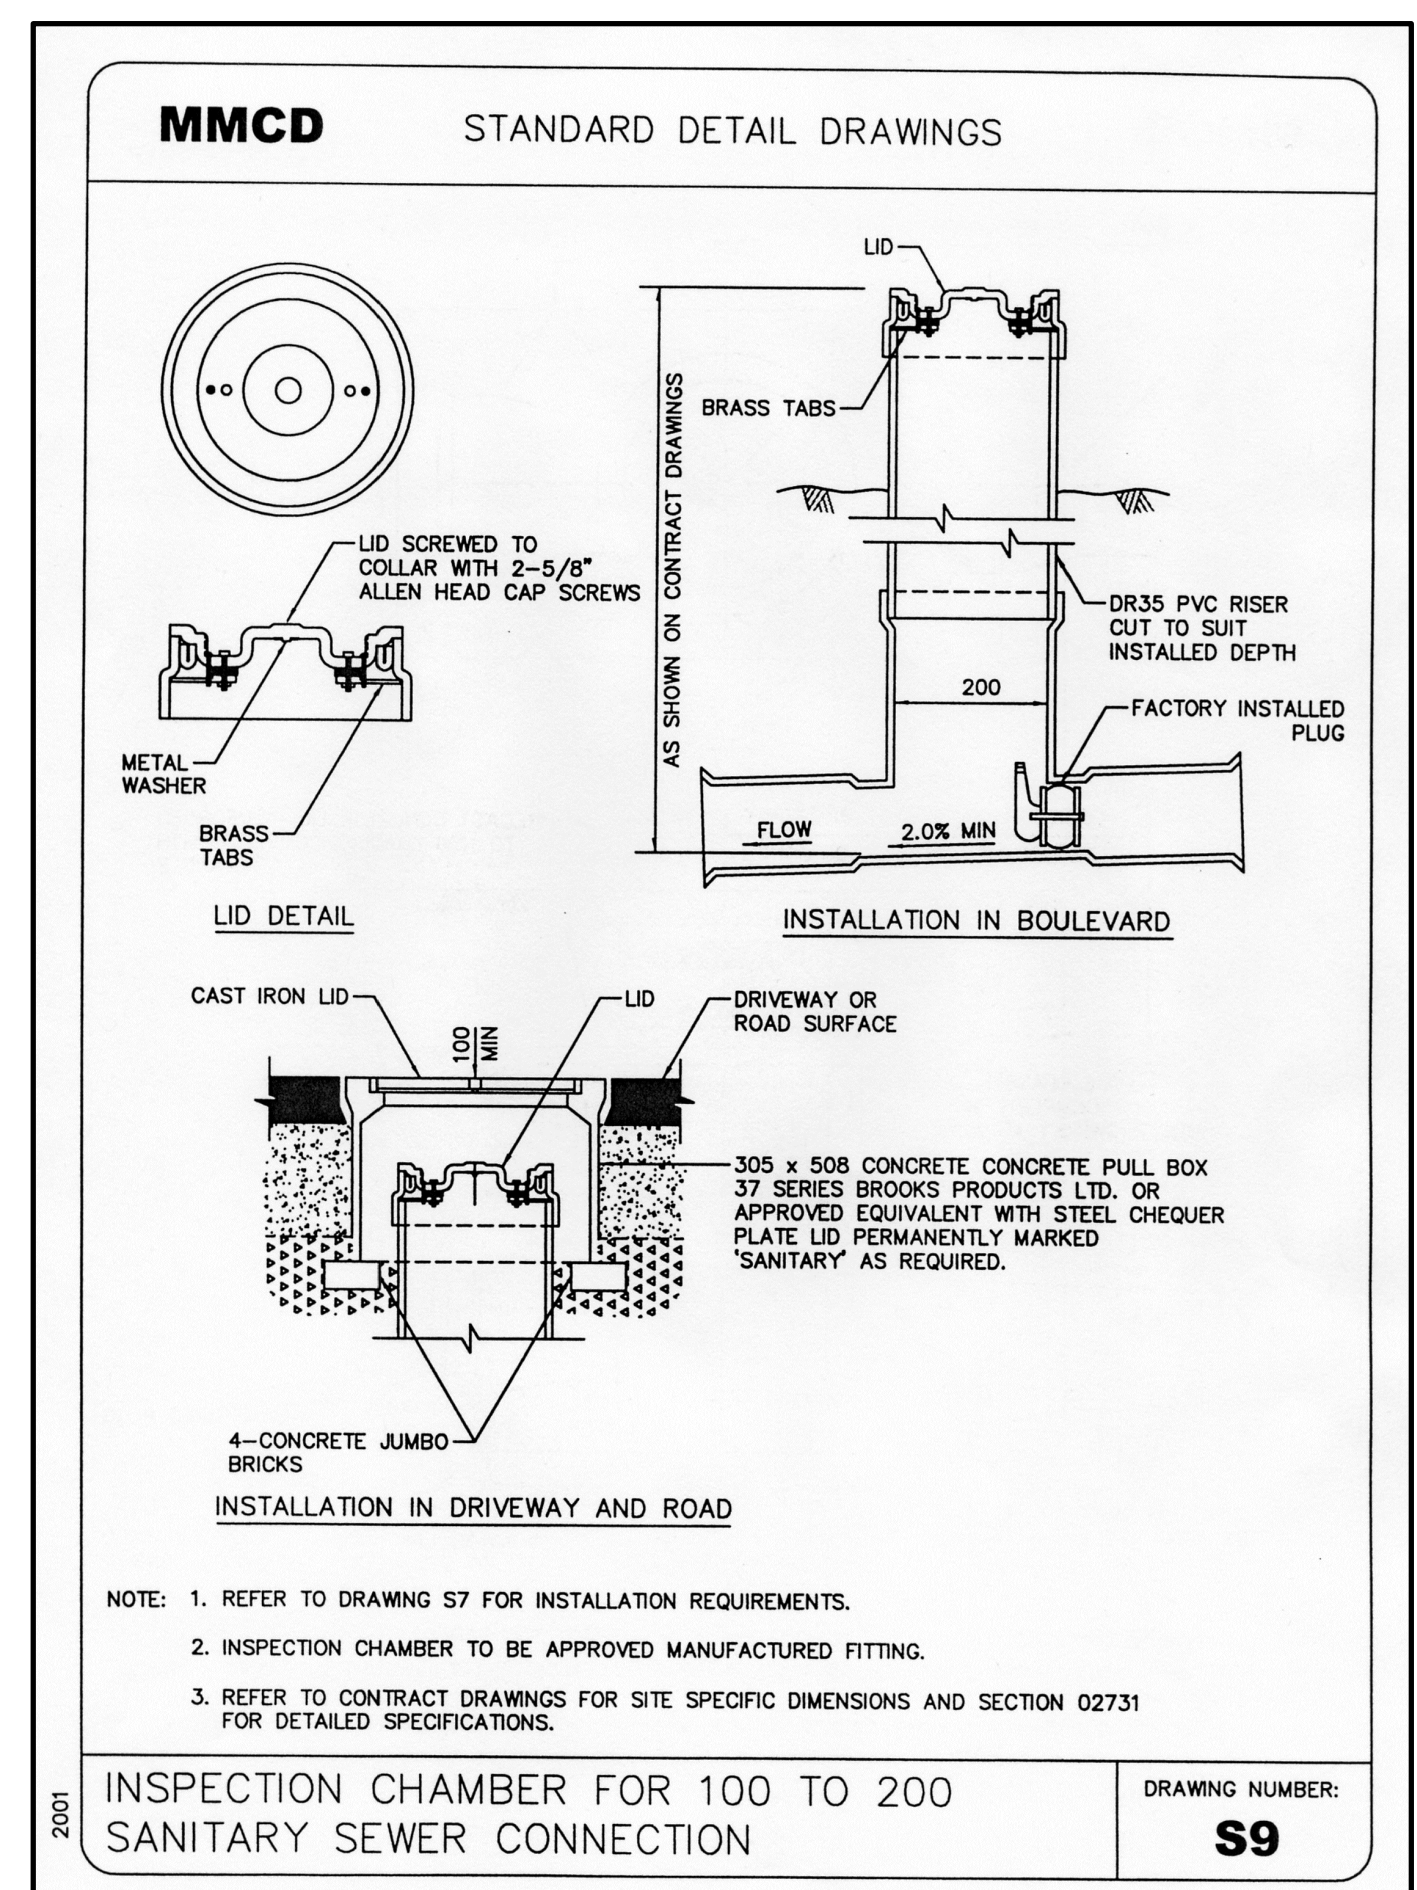 MMCD
STANDARD DETAIL DRAWINGS
LID SCREWED TO
COLLAR WITH 2-5/8"
ALLEN HEAD CAP SCREWS
METAL
WASHER
BRASS
TABS
LID DETAIL
LID
AS SHOWN ON CONTRACT DRAWINGS
BRASS TABS
DR35 PVC RISER
CUT TO SUIT
INSTALLED DEPTH
200
FACTORY INSTALLED
PLUG
FLOW
2.0% MIN
INSTALLATION IN BOULEVARD
CAST IRON LID
100
MIN
LID
DRIVEWAY OR
ROAD SURFACE
305 x 508 CONCRETE CONCRETE PULL BOX
37 SERIES BROOKS PRODUCTS LTD. OR
APPROVED EQUIVALENT WITH STEEL CHEQUER
PLATE LID PERMANENTLY MARKED
'SANITARY' AS REQUIRED.
4-CONCRETE JUMBO
BRICKS
INSTALLATION IN DRIVEWAY AND ROAD
NOTE: 1. REFER TO DRAWING S7 FOR INSTALLATION REQUIREMENTS.
2. INSPECTION CHAMBER TO BE APPROVED MANUFACTURED FITTING.
3. REFER TO CONTRACT DRAWINGS FOR SITE SPECIFIC DIMENSIONS AND SECTION 02731
FOR DETAILED SPECIFICATIONS.
2001
INSPECTION CHAMBER FOR 100 TO 200
SANITARY SEWER CONNECTION
DRAWING NUMBER:
S9